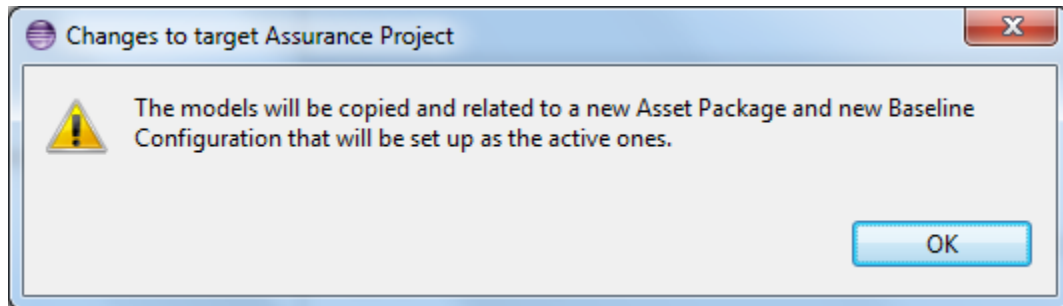 Changes to target Assurance Project
The models will be copied and related to a new Asset Package and new Baseline
Configuration that will be set up as the active ones.
OK